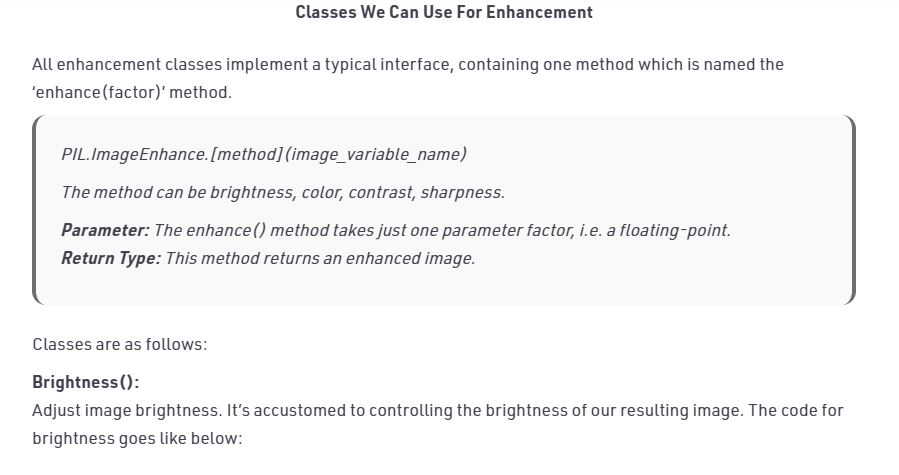 Classes We Can Use For Enhancement
All enhancement classes implement a typical interface, containing one method which is named the
‘enhance(factor)’ method.
PIL.ImageEnhance.[method](image_variable_name)
The method can be brightness, color, contrast, sharpness.
Parameter: The enhance() method takes just one parameter factor, i.e. a floating-point.
Return Type: This method returns an enhanced image.
Classes are as follows:
Brightness():
Adjust image brightness. It’s accustomed to controlling the brightness of our resulting image. The code for
brightness goes like below: